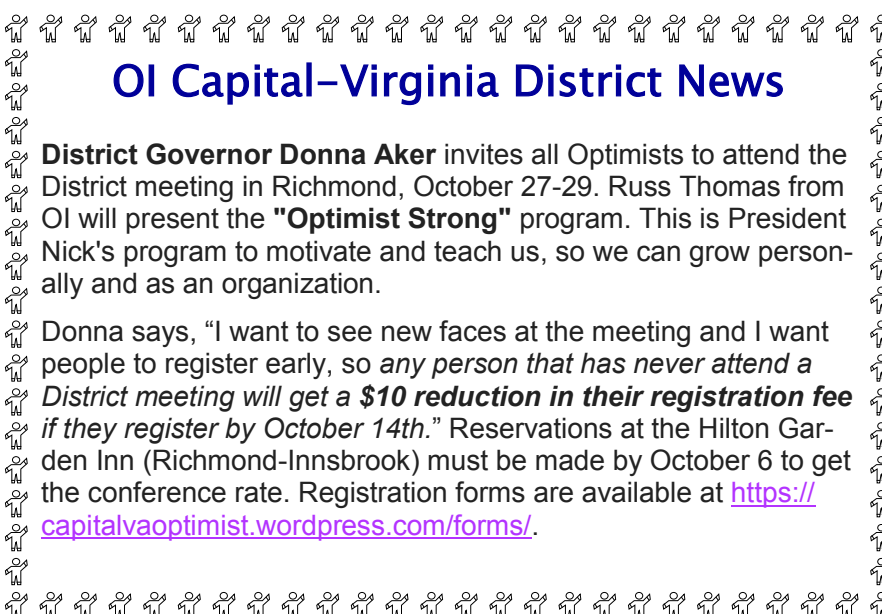 OI Capital-Virginia District News
District Governor Donna Aker invites all Optimists to attend the
District meeting in Richmond, October 27-29. Russ Thomas from
OI will present the "Optimist Strong" program. This is President
Nick's program to motivate and teach us, so we can grow person-
ally and as an organization.
Donna says, “I want to see new faces at the meeting and I want
people to register early, so any person that has never attend a
District meeting will get a $10 reduction in their registration fee
if they register by October 14th.” Reservations at the Hilton Gar-
den Inn (Richmond-Innsbrook) must be made by October 6 to get
the conference rate. Registration forms are available at https://
capitalvaoptimist.wordpress.com/forms/.